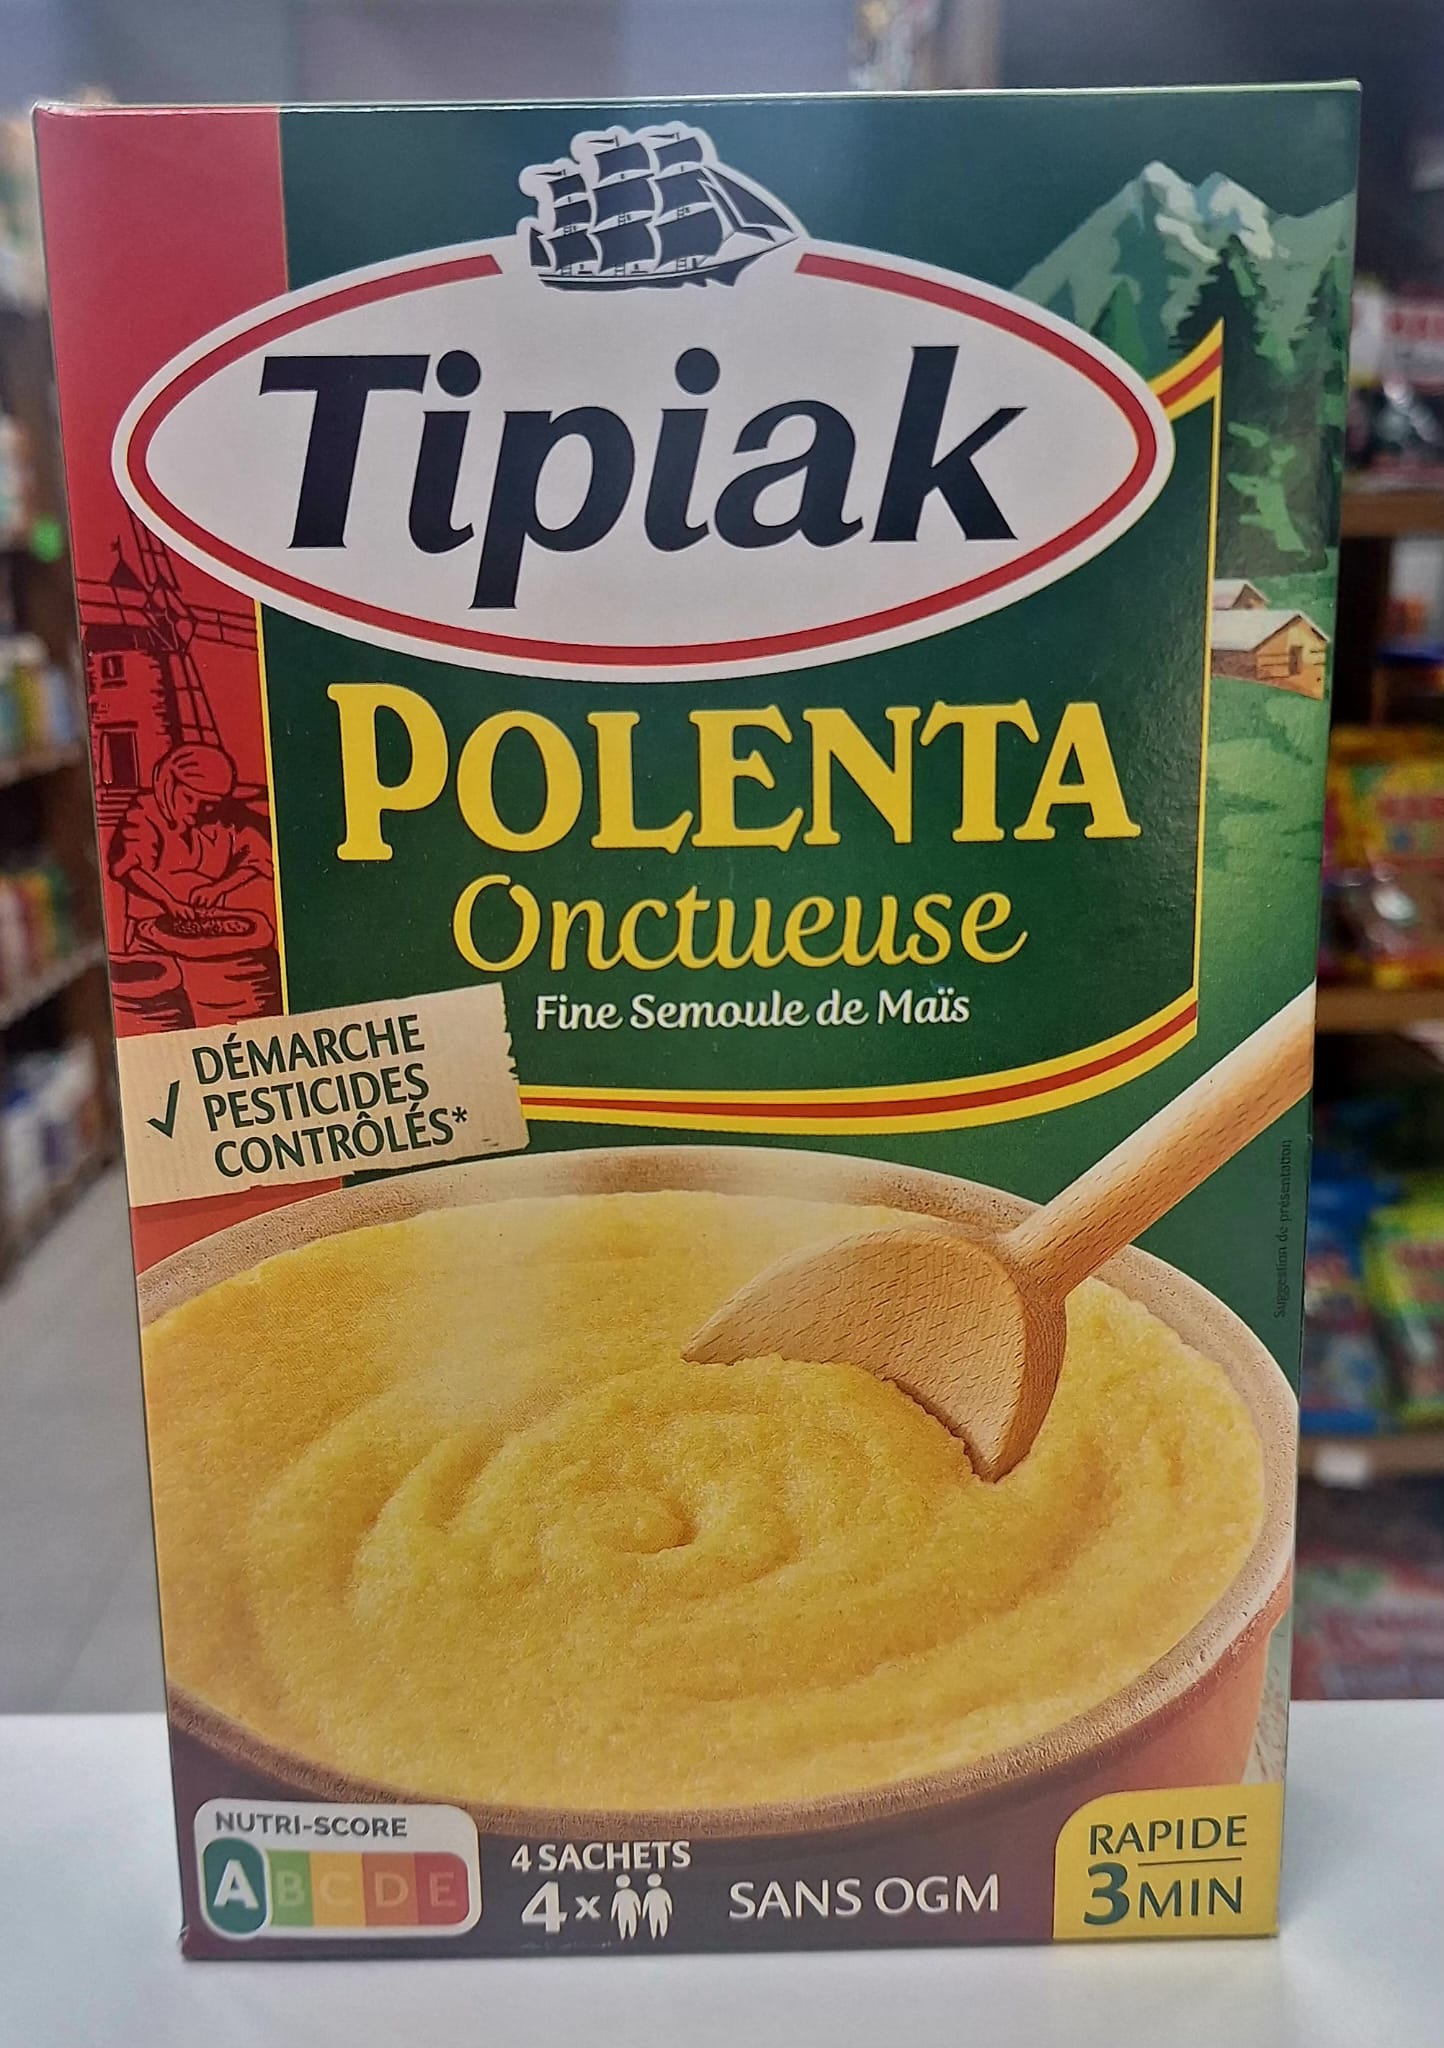 Tipiak
POLENTA
Onctueuse
Fine Semoule de Maïs
✓ DÉMARCHE
PESTICIDES
CONTRÔLÉS*
Suggestion de présentation
NUTRI-SCORE
A B C D E
4 SACHETS
4x
SANS OGM
RAPIDE
3 MIN